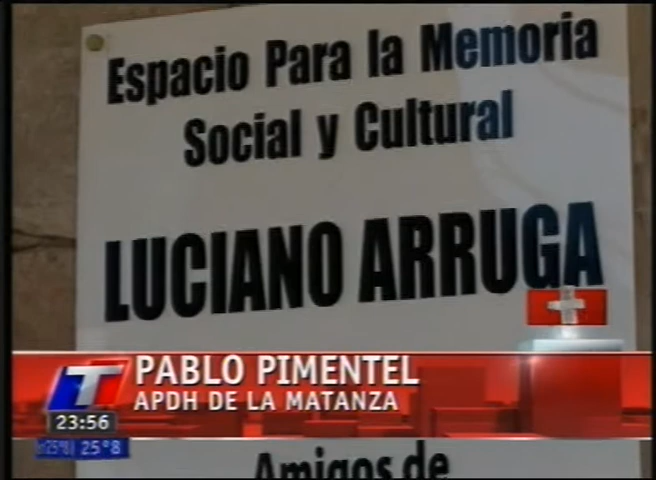 Espacio Para la Memoria
Social y Cultural
LUCIANO ARRUGA
PABLO PIMENTEL
APDH DE LA MATANZA
T
23:56
25°8
Amigos de